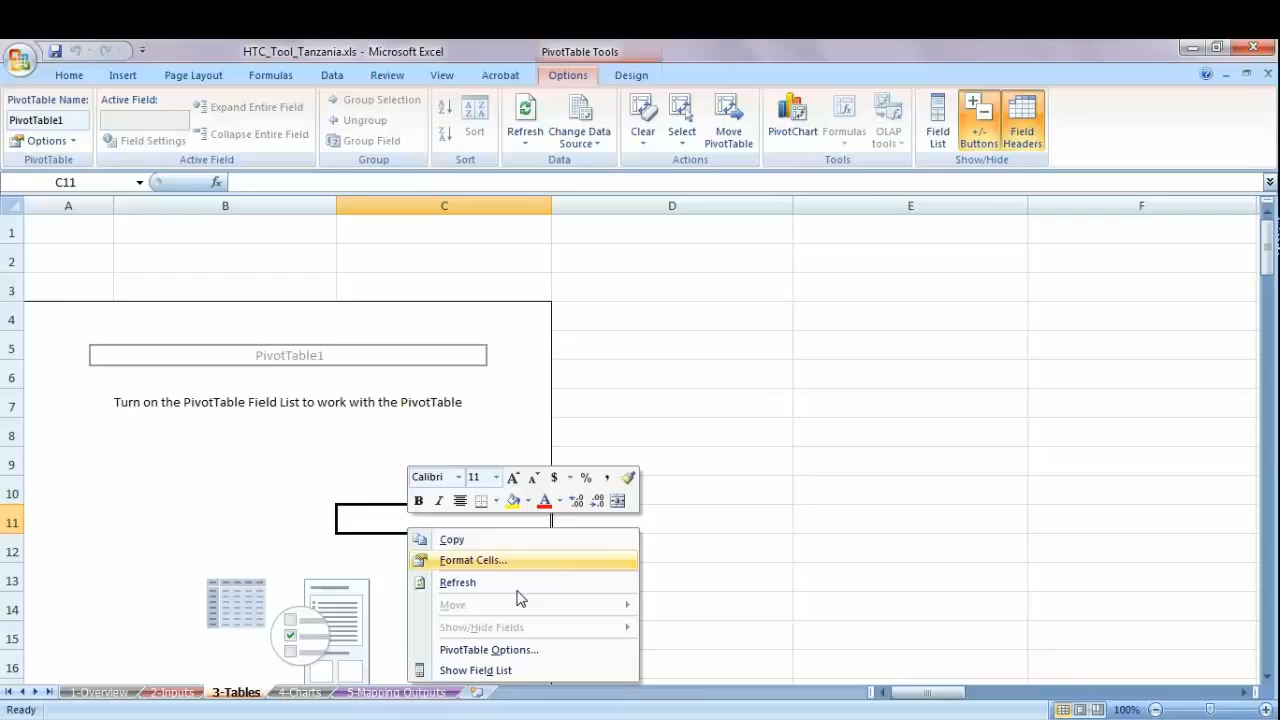 HTC_Tool_Tanzania.xls - Microsoft Excel
PivotTable Tools
Home Insert Page Layout Formulas Data Review View Acrobat Options Design
PivotTable Name:
PivotTable1
Options
PivotTable
Active Field:
Field Settings
Expand Entire Field
Collapse Entire Field
Active Field
Group Selection
Ungroup
Group Field
Group
Sort
Sort
Refresh
Change Data
Source
Data
Clear
Select
Move
PivotTable
Actions
PivotChart
Formulas
OLAP
tools
Tools
Field
List
+/-
Buttons
Field
Headers
Show/Hide
C11
fx
A B C D E F
1
2
3
4
5
6
7
8
9
10
11
12
13
14
15
16
PivotTable1
Turn on the PivotTable Field List to work with the PivotTable
Calibri 11 A A $ % ,
B I A
Copy
Format Cells...
Refresh
Move
Show/Hide Fields
PivotTable Options...
Show Field List
1-Overview 2-Inputs 3-Tables 4-Charts 5-Mapping Outputs
Ready
100%